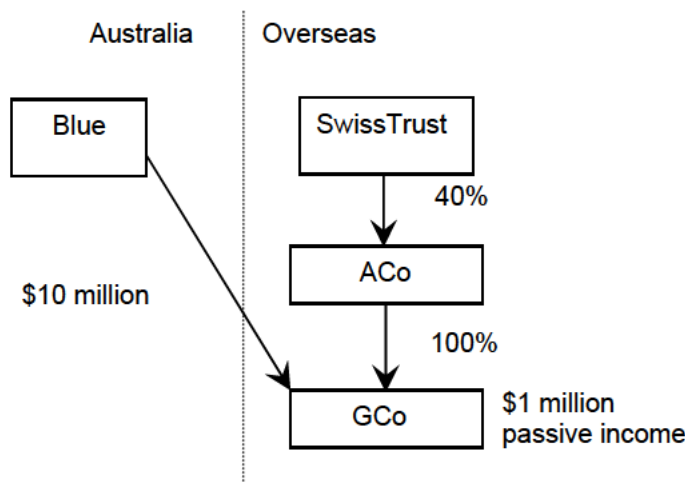 Australia
Overseas
Blue
SwissTrust
40%
ACo
$10 million
100%
GCo
$1 million
passive income